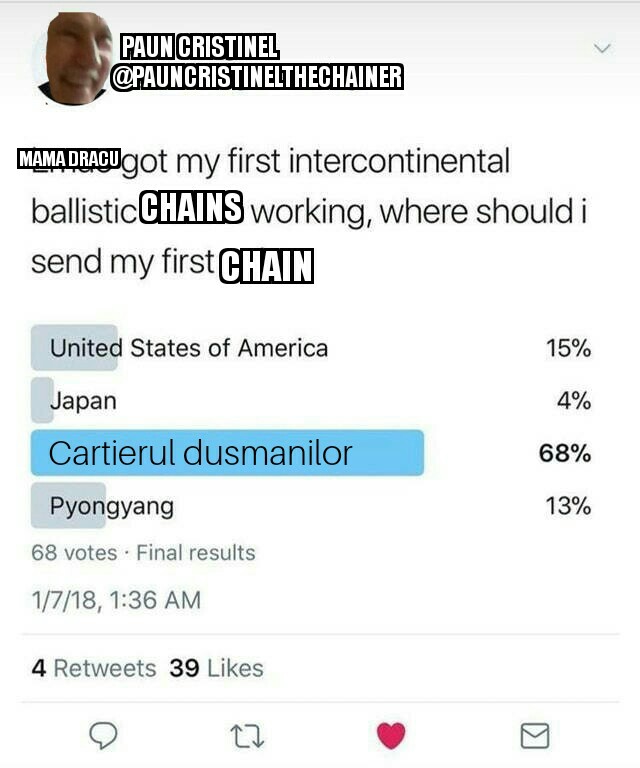 PAUN CRISTINEL
@PAUNCRISTINELTHECHAINER
MAMA DRACU got my first intercontinental
ballistic CHAINS working, where should i
send my first CHAIN
United States of America 15%
Japan 4%
Cartierul dusmanilor 68%
Pyongyang 13%
68 votes · Final results
1/7/18, 1:36 AM
4 Retweets 39 Likes